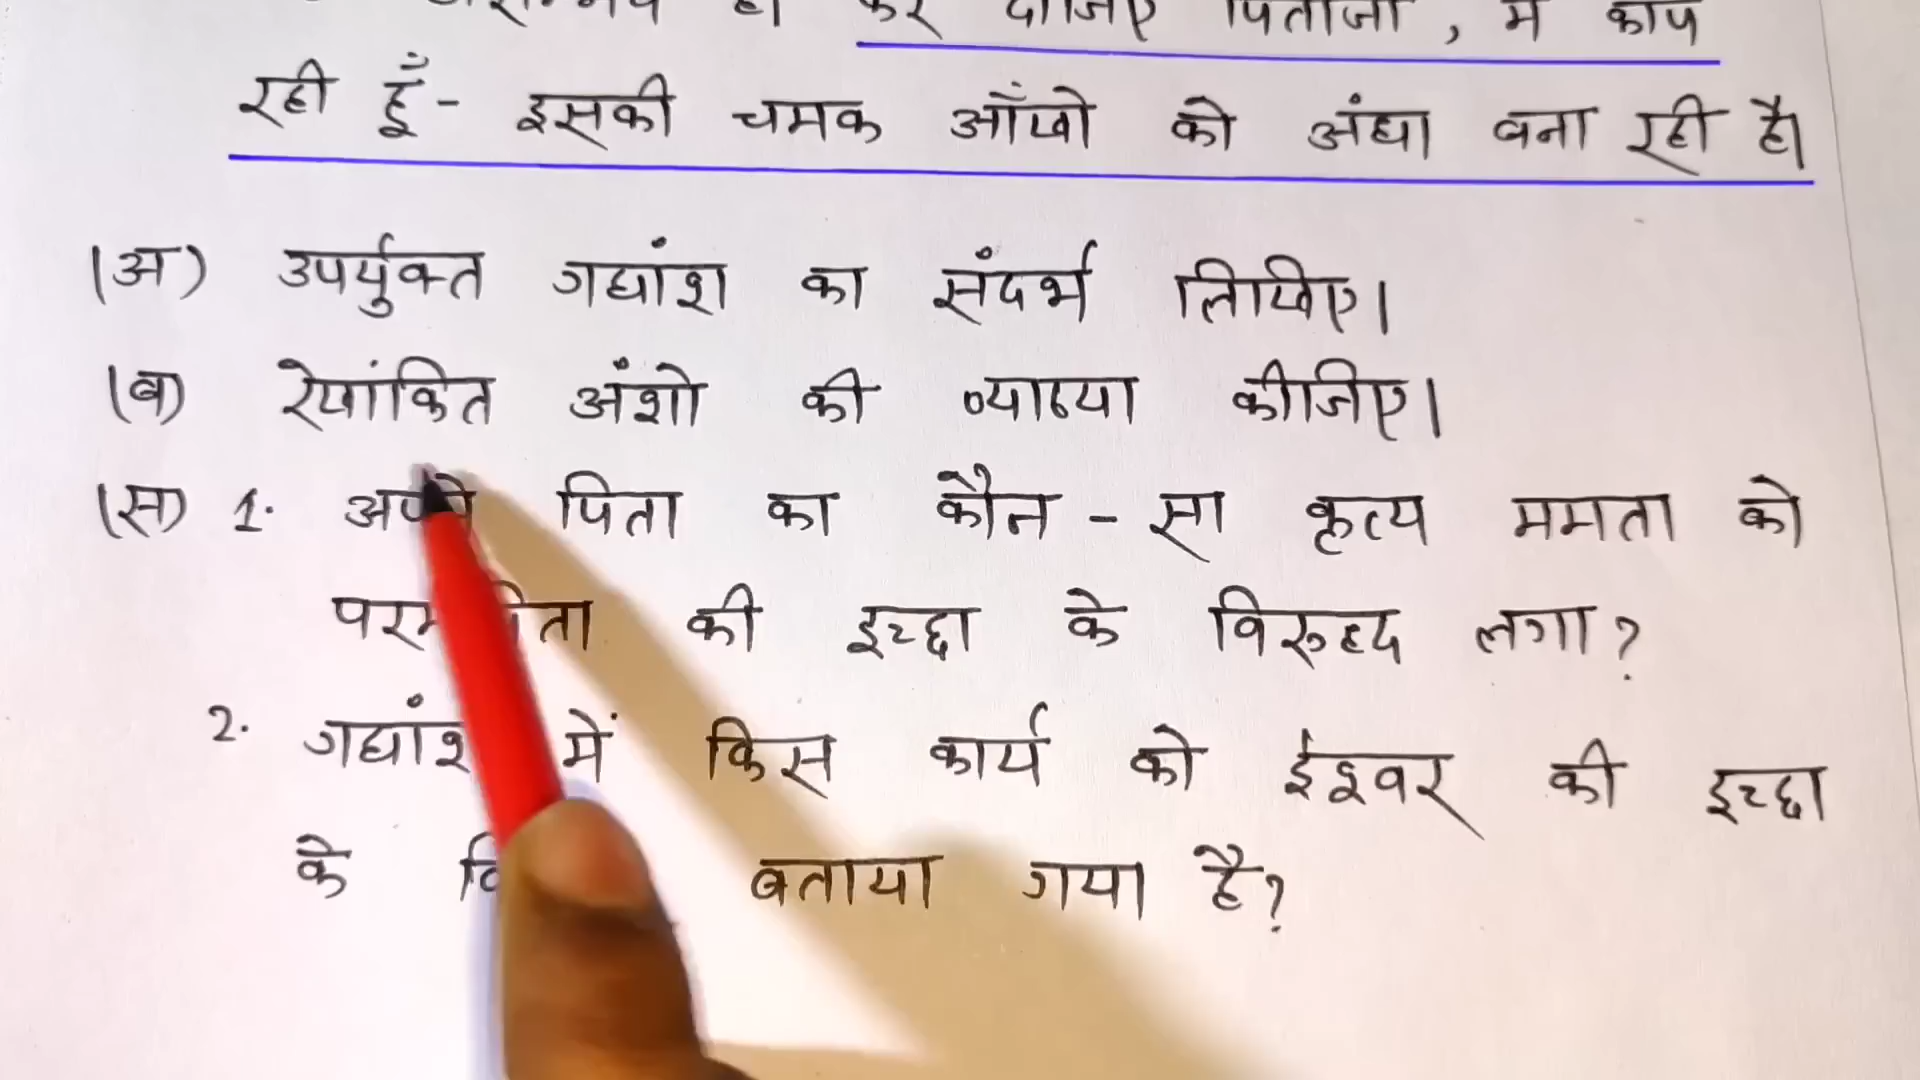 है। फेर दीजिए पिताजी, मैं काँप
रही हूँ- इसकी चमक आँखो को अंधा बना रही है।
(अ) उपर्युक्त गद्यांश का संदर्भ लिखिए।
(ब) रेखांकित अंशो की व्याख्या कीजिए।
(स) 1. अपने पिता का कौन-सा कृत्य ममता को
की इच्छा के विरुद्ध लगा?
2. गद्यांश में किस कार्य को ईश्वर की इच्छा
के बताया गया है?